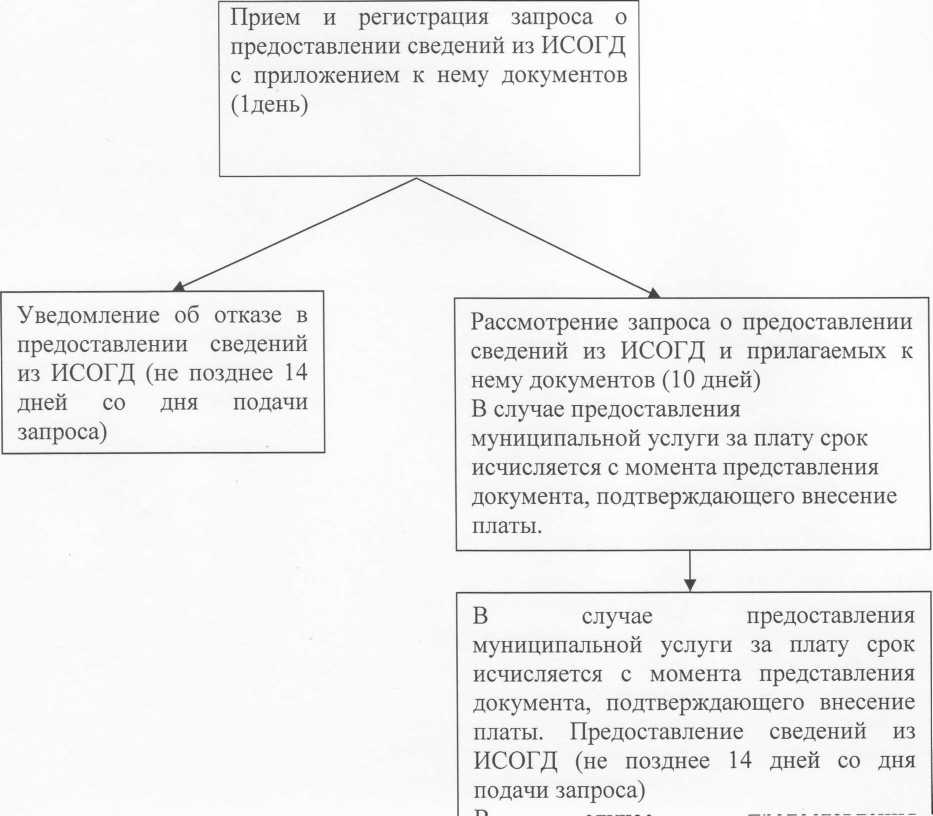 Прием и регистрация запроса о
предоставлении сведений из ИСОГД
с приложением к нему документов
(1день)
Уведомление об отказе в
предоставлении сведений
из ИСОГД (не позднее 14
дней со дня подачи
запроса)
Рассмотрение запроса о предоставлении
сведений из ИСОГД и прилагаемых к
нему документов (10 дней)
В случае предоставления
муниципальной услуги за плату срок
исчисляется с момента представления
документа, подтверждающего внесение
платы.
В случае предоставления
муниципальной услуги за плату срок
исчисляется с момента представления
документа, подтверждающего внесение
платы. Предоставление сведений из
ИСОГД (не позднее 14 дней со дня
подачи запроса)
В случае предоставления